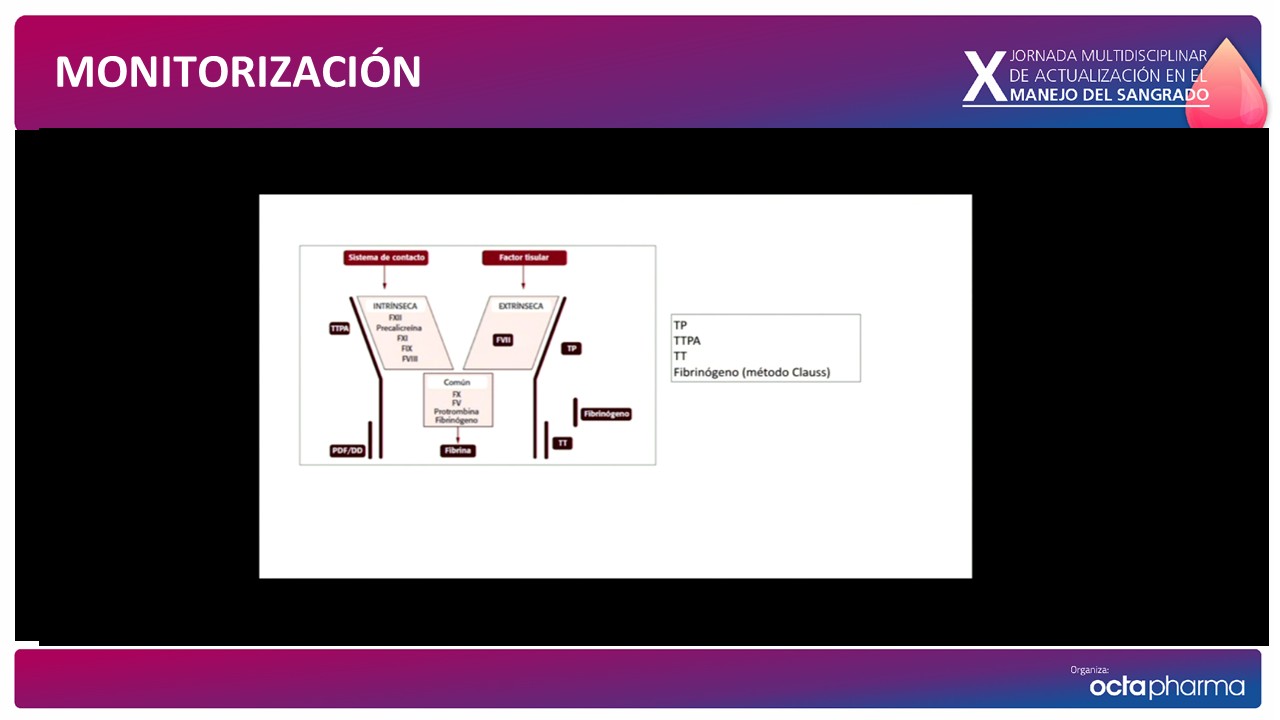 MONITORIZACIÓN
X JORNADA MULTIDISCIPLINAR
DE ACTUALIZACIÓN EN EL
MANEJO DEL SANGRADO
Sistema de contacto
Factor tisular
INTRÍNSECA
FXII
Precalicreína
FXI
FIX
FVIII
EXTRÍNSECA
FVII
TTPA
TP
Común
FX
FV
Protrombina
Fibrinógeno
Fibrinógeno
PDF/DD
Fibrina
TT
TP
TTPA
TT
Fibrinógeno (método Clauss)
Organiza:
octapharma